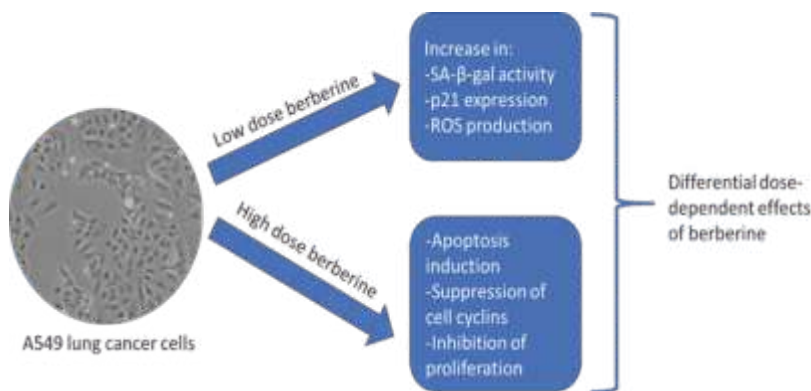 Low dose berberine
High dose berberine
A549 lung cancer cells
Increase in:
-SA-β-gal activity
-p21 expression
-ROS production
-Apoptosis
induction
-Suppression of
cell cyclins
-Inhibition of
proliferation
Differential dose-
dependent effects
of berberine